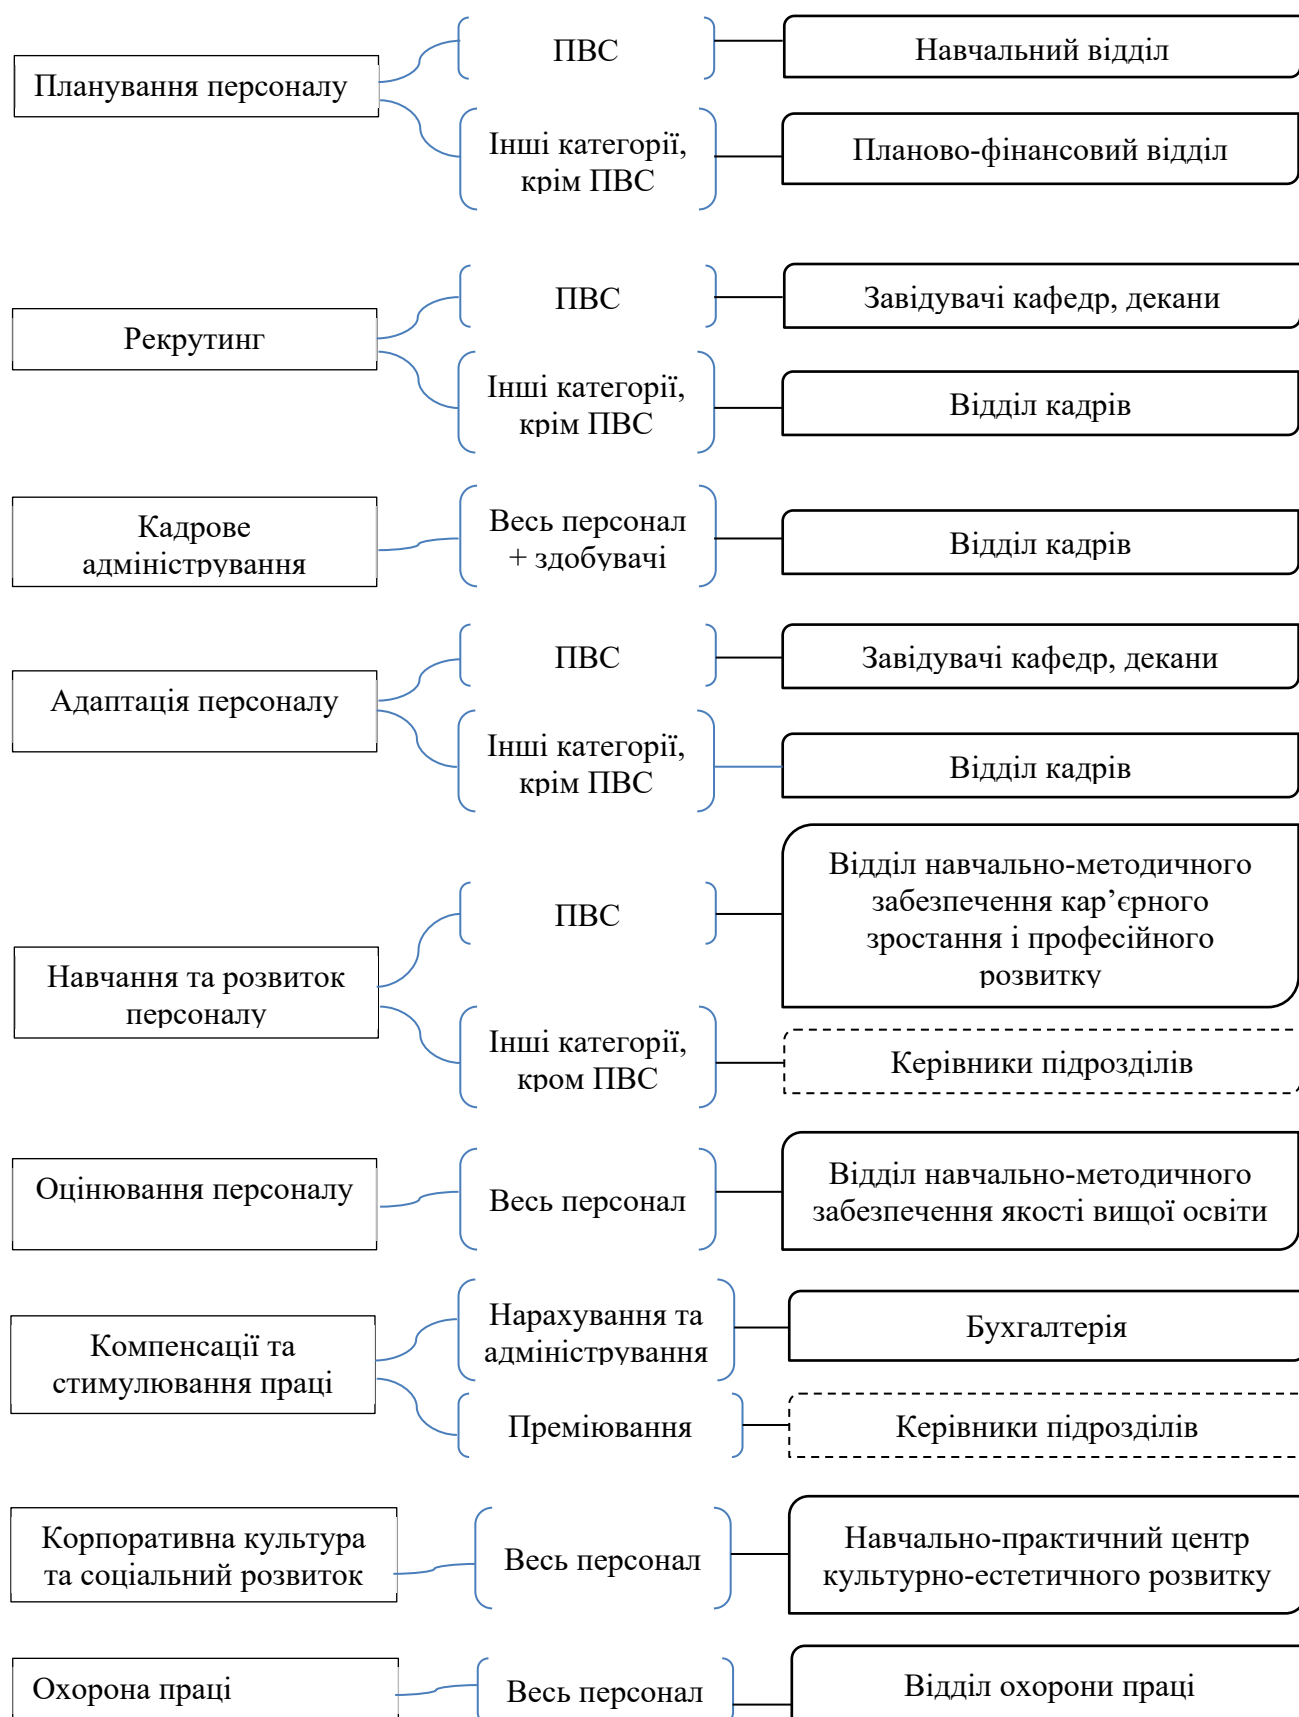 ПВС
Навчальний відділ
Планування персоналу
Інші категорії,
крім ПВС
Планово-фінансовий відділ
ПВС
Завідувачі кафедр, декани
Рекрутинг
Інші категорії,
крім ПВС
Відділ кадрів
Кадрове
адміністрування
Весь персонал
+ здобувачі
Відділ кадрів
ПВС
Завідувачі кафедр, декани
Адаптація персоналу
Інші категорії,
крім ПВС
Відділ кадрів
ПВС
Відділ навчально-методичного
забезпечення кар’єрного
зростання і професійного
розвитку
Навчання та розвиток
персоналу
Інші категорії,
кром ПВС
Керівники підрозділів
Оцінювання персоналу
Весь персонал
Відділ навчально-методичного
забезпечення якості вищої освіти
Компенсації та
стимулювання праці
Нарахування та
адміністрування
Бухгалтерія
Преміювання
Керівники підрозділів
Корпоративна культура
та соціальний розвиток
Весь персонал
Навчально-практичний центр
культурно-естетичного розвитку
Охорона праці
Весь персонал
Відділ охорони праці